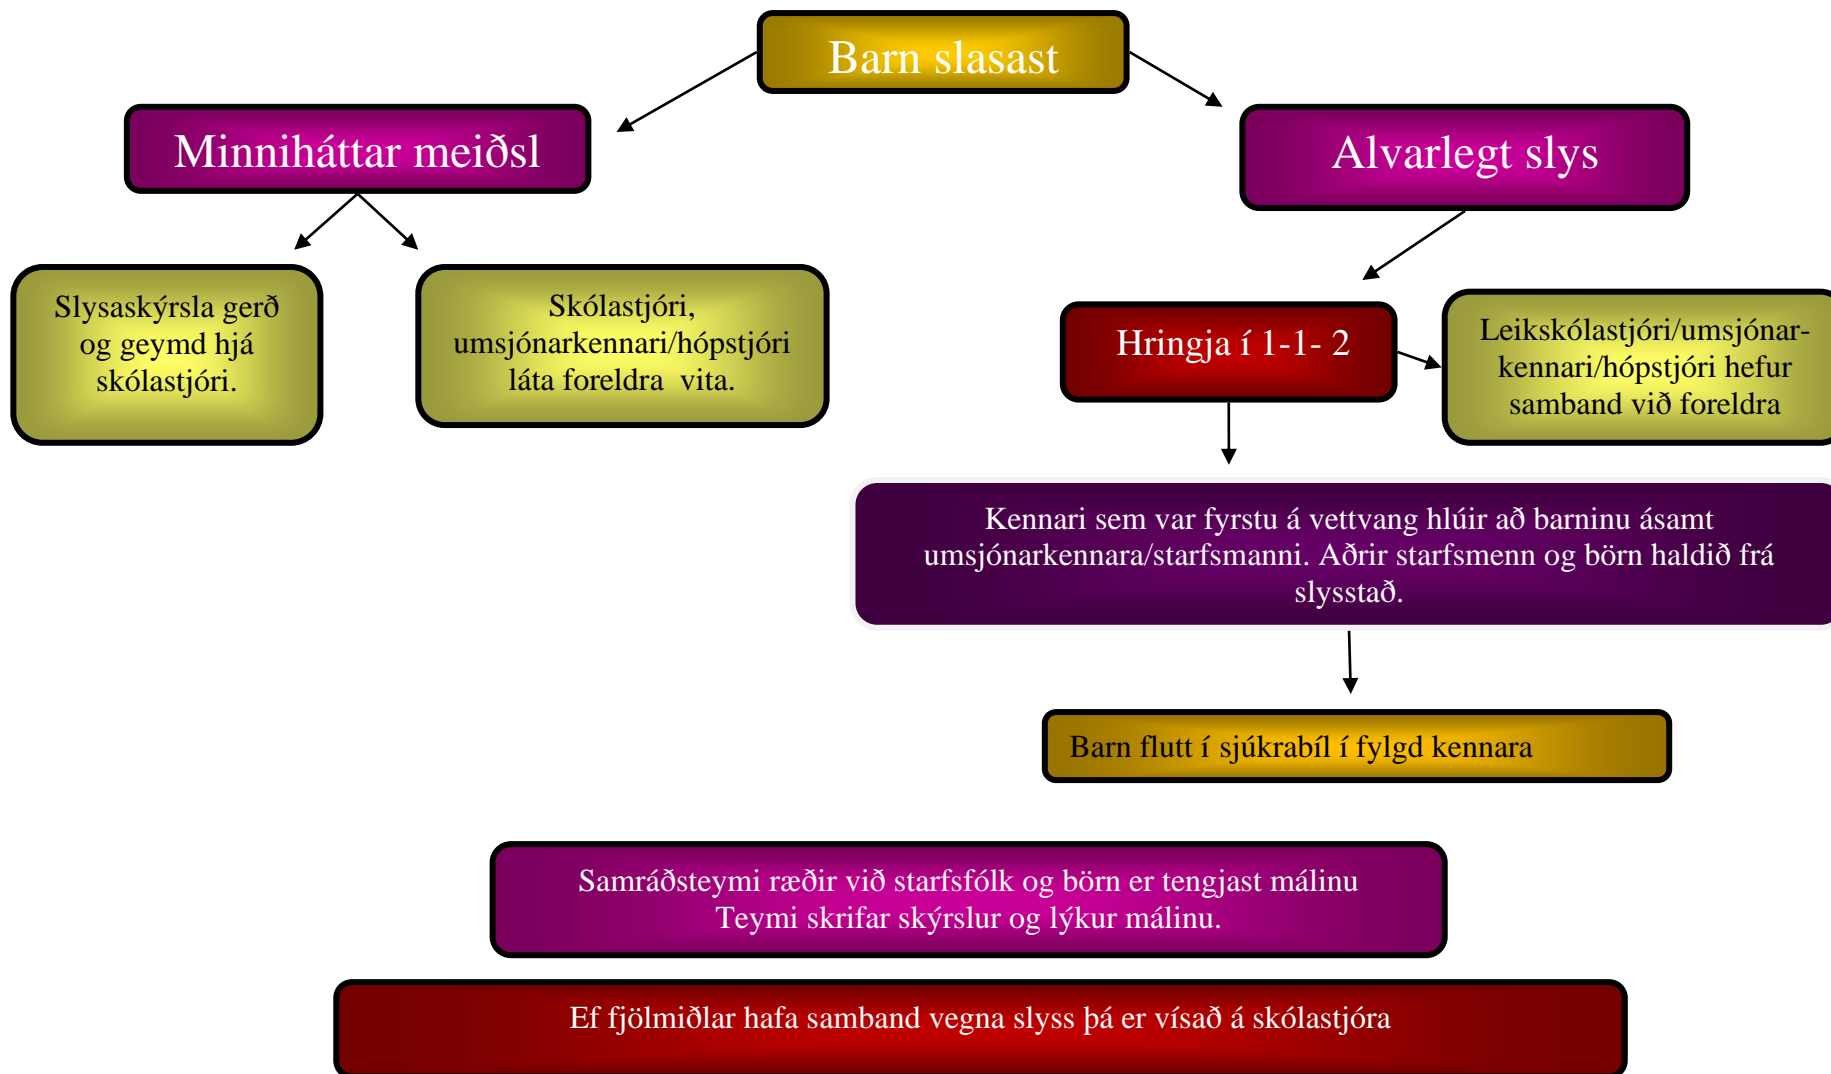 Barn slasast
Minniháttar meiðsl
Alvarlegt slys
Slysaskýrsla gerð
og geymd hjá
skólastjóri.
Skólastjóri,
umsjónarkennari/hópstjóri
láta foreldra  vita.
Hringja í 1-1- 2
Leikskólastjóri/umsjónar-
kennari/hópstjóri hefur
samband við foreldra
Kennari sem var fyrstu á vettvang hlúir að barninu ásamt
umsjónarkennara/starfsmanni. Aðrir starfsmenn og börn haldið frá
slysstað.
Barn flutt í sjúkrabíl í fylgd kennara
Samráðsteymi ræðir við starfsfólk og börn er tengjast málinu
Teymi skrifar skýrslur og lýkur málinu.
Ef fjölmiðlar hafa samband vegna slyss þá er vísað á skólastjóra